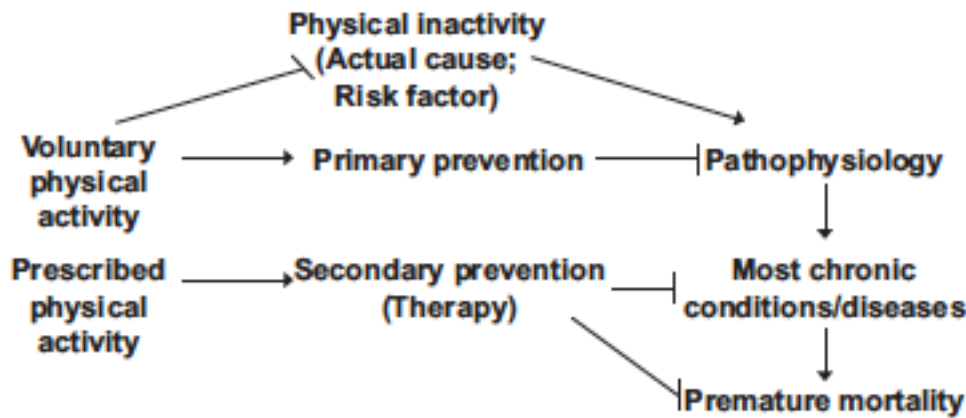 Physical inactivity
(Actual cause;
Risk factor)
Voluntary
physical
activity
Primary prevention
Pathophysiology
Prescribed
physical
activity
Secondary prevention
(Therapy)
Most chronic
conditions/diseases
Premature mortality